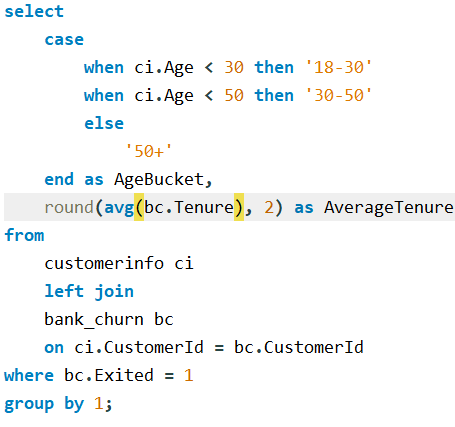 select
    case
        when ci.Age < 30 then '18-30'
        when ci.Age < 50 then '30-50'
        else
            '50+'
    end as AgeBucket,
    round(avg(bc.Tenure), 2) as AverageTenure
from
    customerinfo ci
    left join
    bank_churn bc
    on ci.CustomerId = bc.CustomerId
where bc.Exited = 1
group by 1;